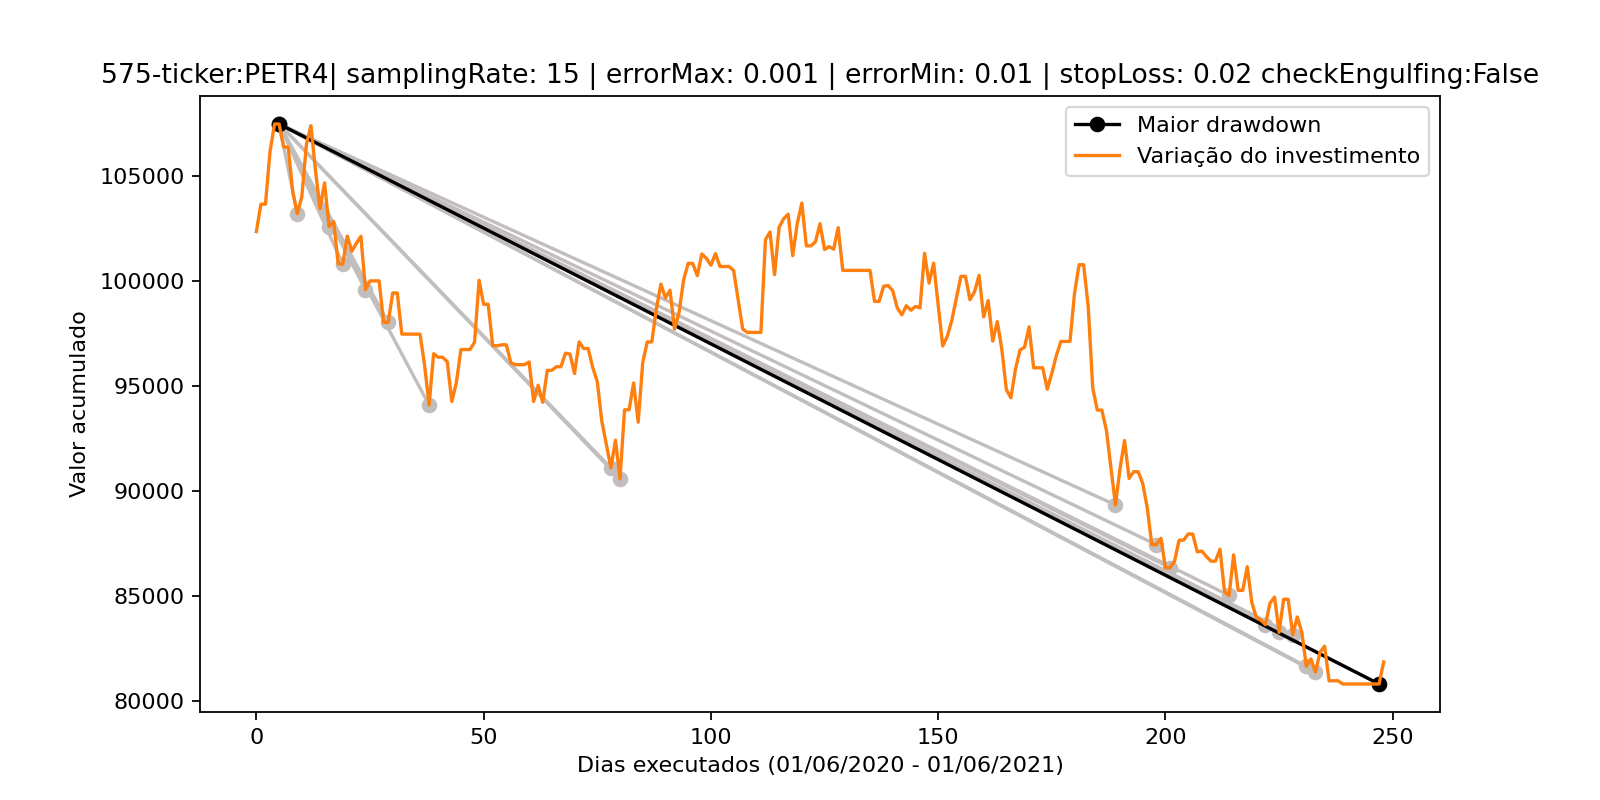 575-ticker:PETR4| samplingRate: 15 | errorMax: 0.001 | errorMin: 0.01 | stopLoss: 0.02 checkEngulfing:False
Maior drawdown
Variação do investimento
Valor acumulado
105000
100000
95000
90000
85000
80000
0
50
100
150
200
250
Dias executados (01/06/2020 - 01/06/2021)